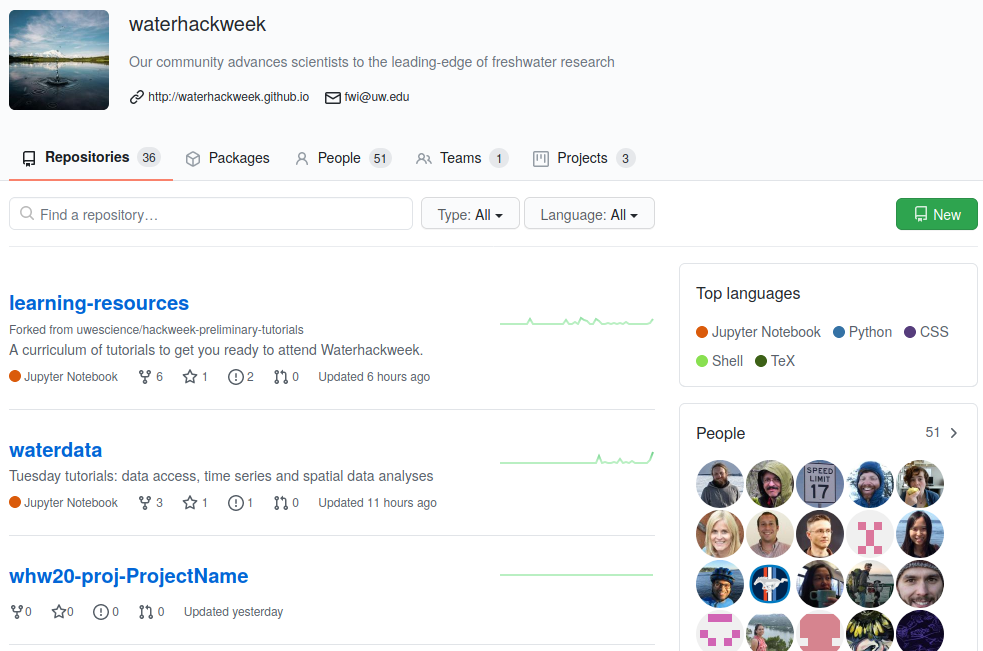 waterhackweek
Our community advances scientists to the leading-edge of freshwater research
http://waterhackweek.github.io fwi@uw.edu
Repositories 36 Packages People 51 Teams 1 Projects 3
Find a repository… Type: All Language: All New
learning-resources
Forked from uwescience/hackweek-preliminary-tutorials
A curriculum of tutorials to get you ready to attend Waterhackweek.
Jupyter Notebook 6 1 2 0 Updated 6 hours ago
waterdata
Tuesday tutorials: data access, time series and spatial data analyses
Jupyter Notebook 3 1 1 0 Updated 11 hours ago
whw20-proj-ProjectName
0 0 0 0 Updated yesterday
Top languages
Jupyter Notebook Python CSS
Shell TeX
People 51
SPEED
LIMIT
17